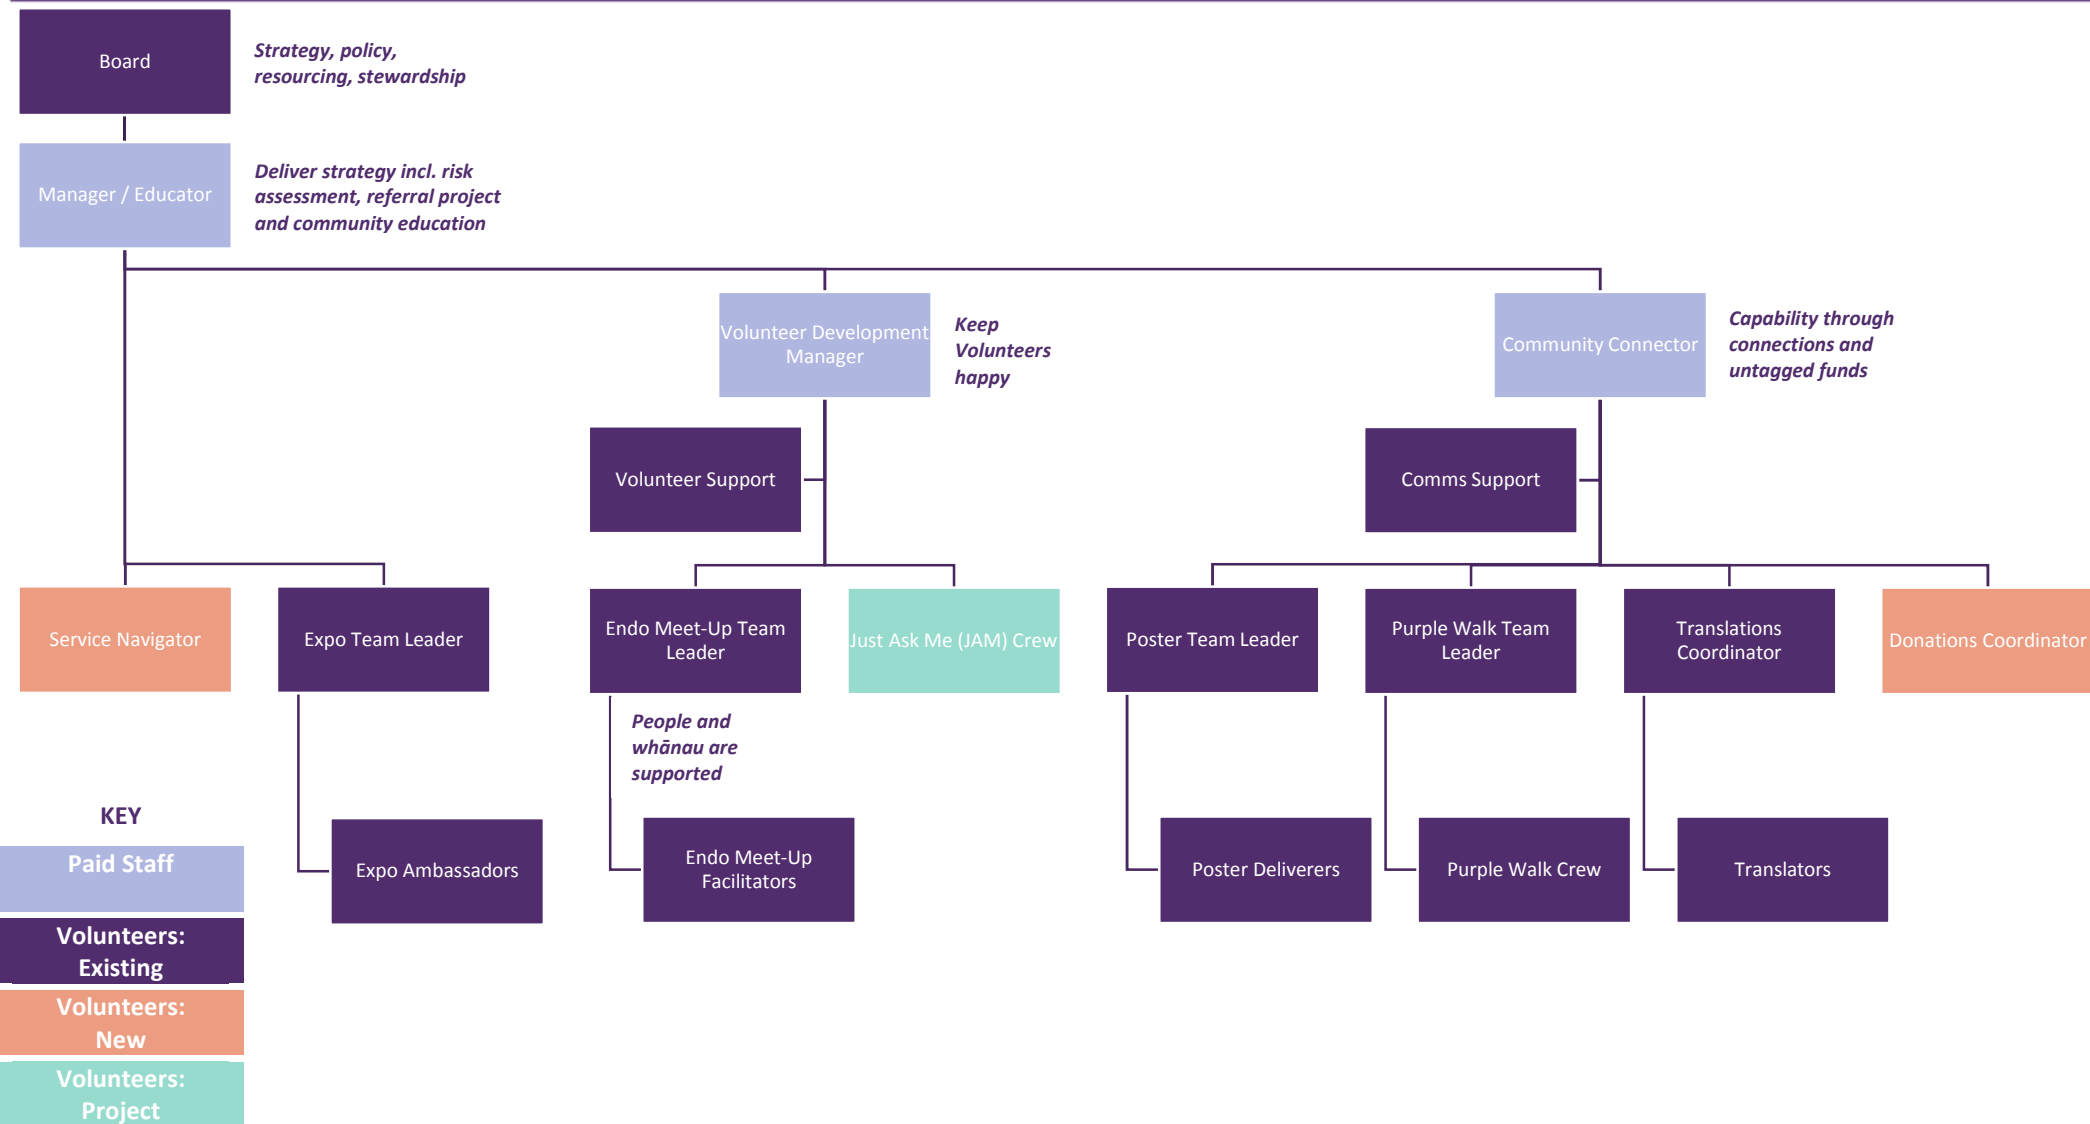 Board
Strategy, policy,
resourcing, stewardship
Manager / Educator
Deliver strategy incl. risk
assessment, referral project
and community education
Volunteer Development
Manager
Keep
Volunteers
happy
Community Connector
Capability through
connections and
untagged funds
Volunteer Support
Comms Support
Service Navigator
Expo Team Leader
Endo Meet-Up Team
Leader
Just Ask Me (JAM) Crew
Poster Team Leader
Purple Walk Team
Leader
Translations
Coordinator
Donations Coordinator
People and
whānau are
supported
Expo Ambassadors
Endo Meet-Up
Facilitators
Poster Deliverers
Purple Walk Crew
Translators
KEY
Paid Staff
Volunteers:
Existing
Volunteers:
New
Volunteers:
Project